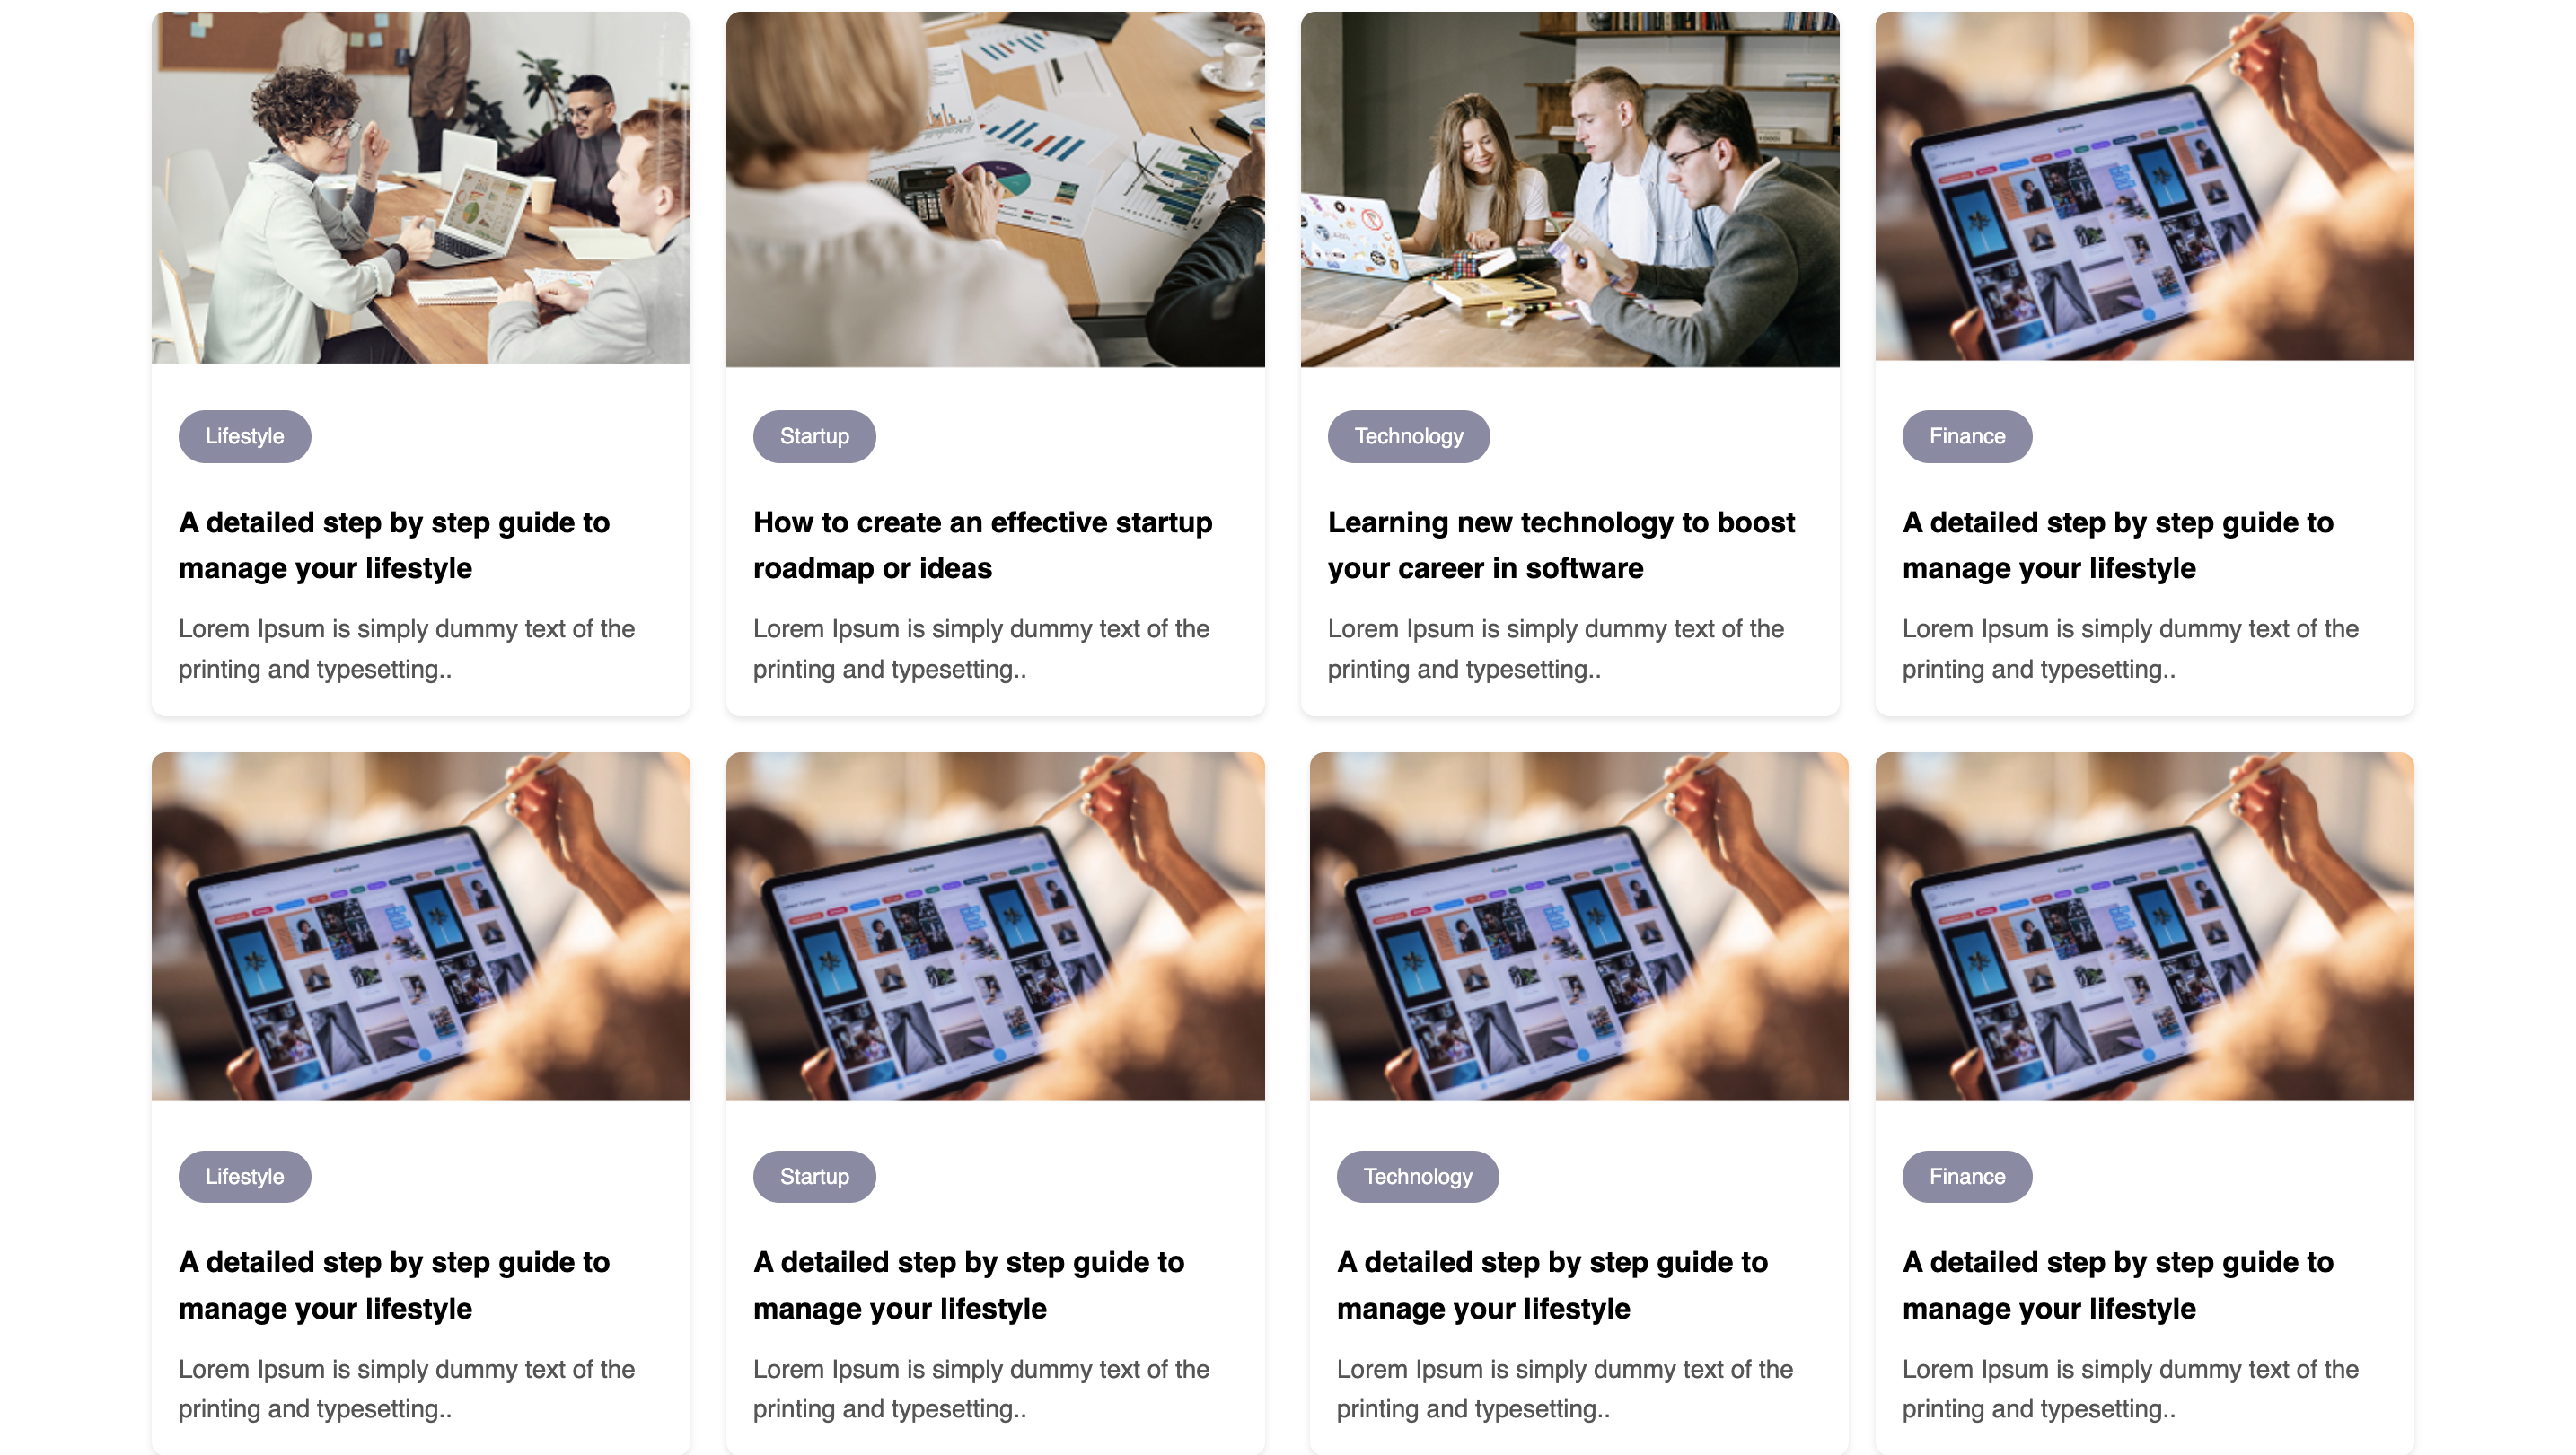 Lifestyle
A detailed step by step guide to
manage your lifestyle
Lorem Ipsum is simply dummy text of the
printing and typesetting..
Startup
How to create an effective startup
roadmap or ideas
Lorem Ipsum is simply dummy text of the
printing and typesetting..
Technology
Learning new technology to boost
your career in software
Lorem Ipsum is simply dummy text of the
printing and typesetting..
Finance
A detailed step by step guide to
manage your lifestyle
Lorem Ipsum is simply dummy text of the
printing and typesetting..
Lifestyle
A detailed step by step guide to
manage your lifestyle
Lorem Ipsum is simply dummy text of the
printing and typesetting..
Startup
A detailed step by step guide to
manage your lifestyle
Lorem Ipsum is simply dummy text of the
printing and typesetting..
Technology
A detailed step by step guide to
manage your lifestyle
Lorem Ipsum is simply dummy text of the
printing and typesetting..
Finance
A detailed step by step guide to
manage your lifestyle
Lorem Ipsum is simply dummy text of the
printing and typesetting..